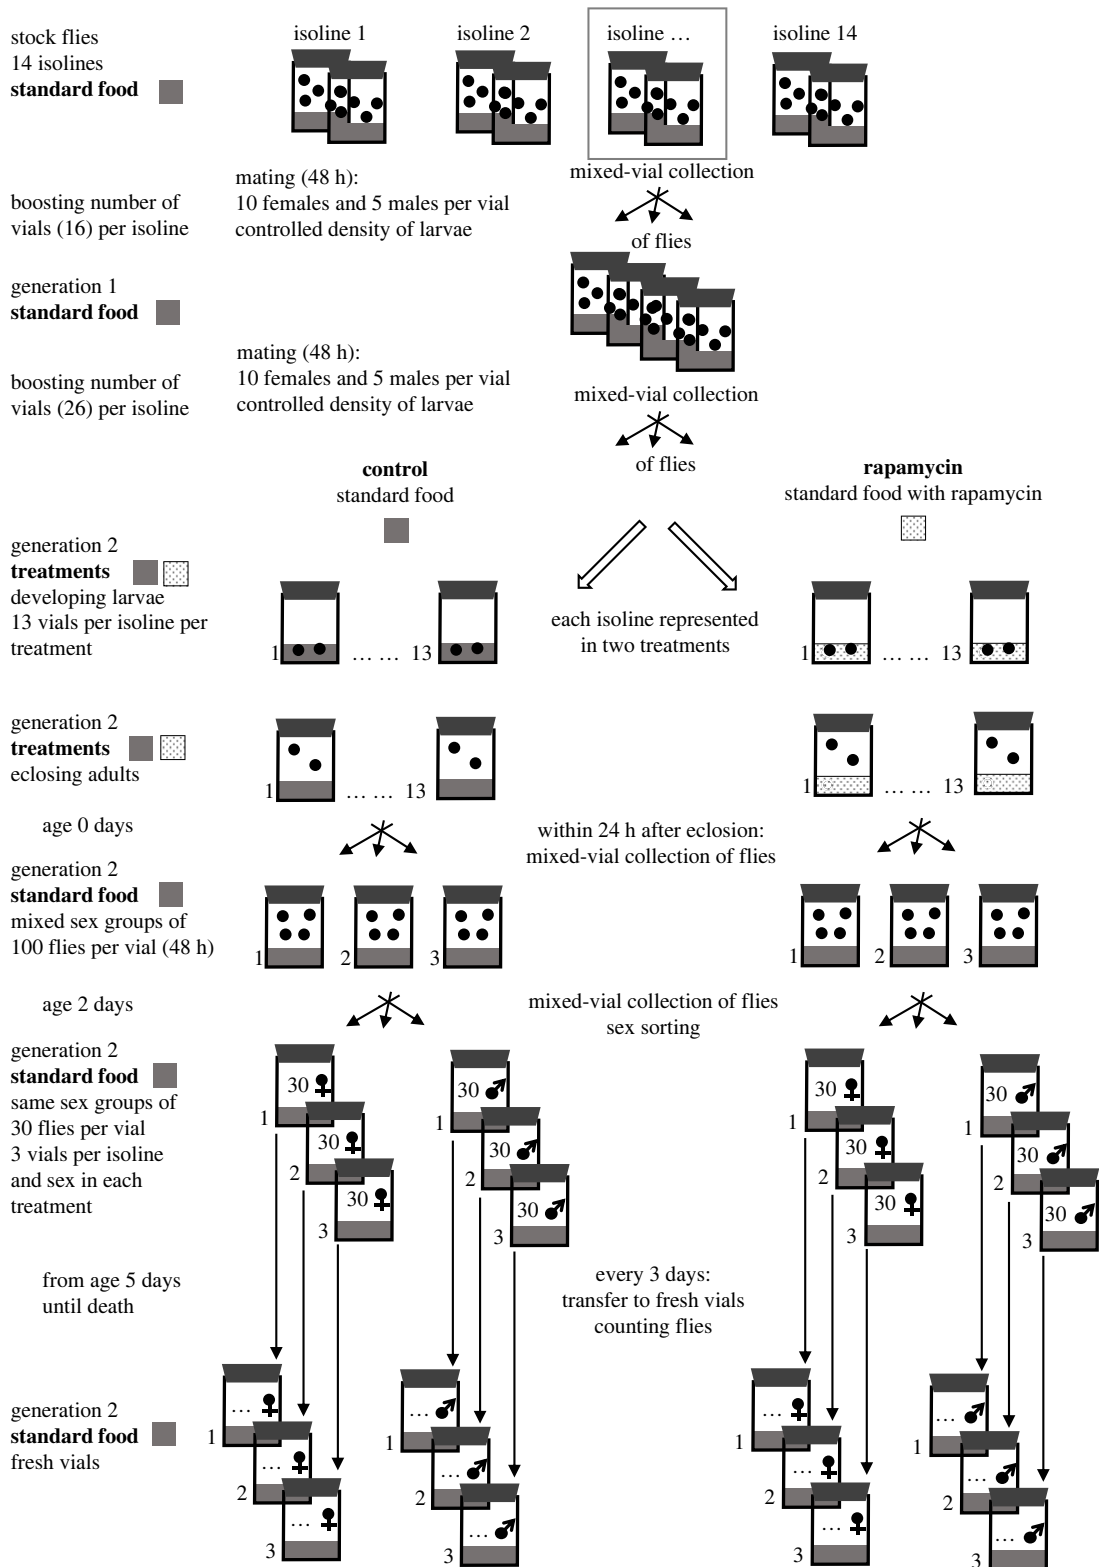 stock flies
14 isolines
standard food
isoline 1
isoline 2
isoline …
isoline 14
mixed-vial collection
of flies
boosting number of
vials (16) per isoline
mating (48 h):
10 females and 5 males per vial
controlled density of larvae
generation 1
standard food
boosting number of
vials (26) per isoline
mating (48 h):
10 females and 5 males per vial
controlled density of larvae
mixed-vial collection
of flies
control
standard food
rapamycin
standard food with rapamycin
generation 2
treatments
developing larvae
13 vials per isoline per
treatment
1 … … 13
each isoline represented
in two treatments
1 … … 13
generation 2
treatments
eclosing adults
1 … … 13
1 … … 13
age 0 days
within 24 h after eclosion:
mixed-vial collection of flies
generation 2
standard food
mixed sex groups of
100 flies per vial (48 h)
1 2 3
1 2 3
age 2 days
mixed-vial collection of flies
sex sorting
generation 2
standard food
same sex groups of
30 flies per vial
3 vials per isoline
and sex in each
treatment
30 ♀
1
30 ♀
2
30 ♀
3
30 ♂
1
30 ♂
2
30 ♂
3
30 ♀
1
30 ♀
2
30 ♀
3
30 ♂
1
30 ♂
2
30 ♂
3
from age 5 days
until death
every 3 days:
transfer to fresh vials
counting flies
generation 2
standard food
fresh vials
… ♀
1
… ♀
2
… ♀
3
… ♂
1
… ♂
2
… ♂
3
… ♀
1
… ♀
2
… ♀
3
… ♂
1
… ♂
2
… ♂
3